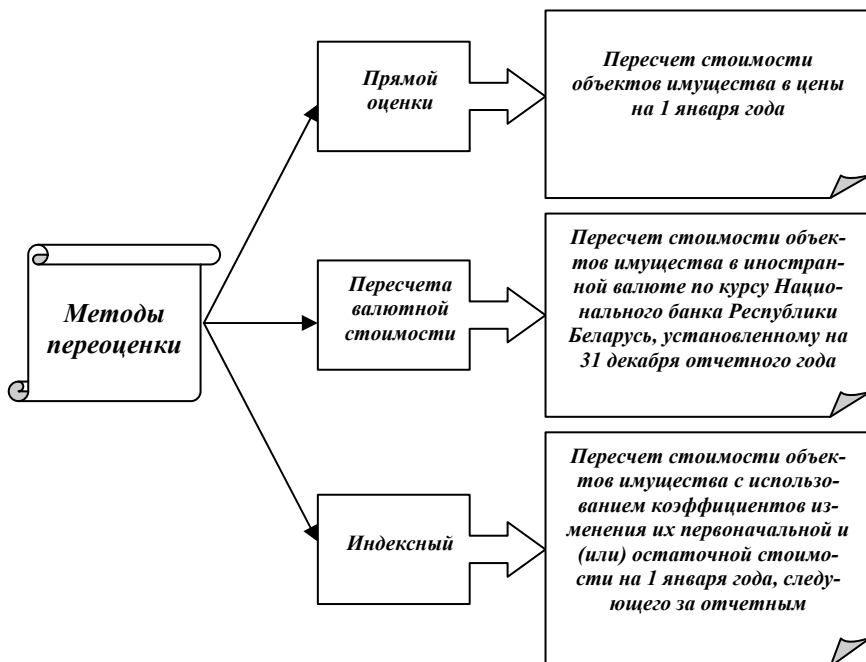 Методы
переоценки
Прямой
оценки
Пересчет стоимости
объектов имущества в цены
на 1 января года
Пересчета
валютной
стоимости
Пересчет стоимости объек-
тов имущества в иностран-
ной валюте по курсу Нацио-
нального банка Республики
Беларусь, установленному на
31 декабря отчетного года
Индексный
Пересчет стоимости объек-
тов имущества с использо-
ванием коэффициентов из-
менения их первоначальной и
(или) остаточной стоимо-
сти на 1 января года, следу-
ющего за отчетным